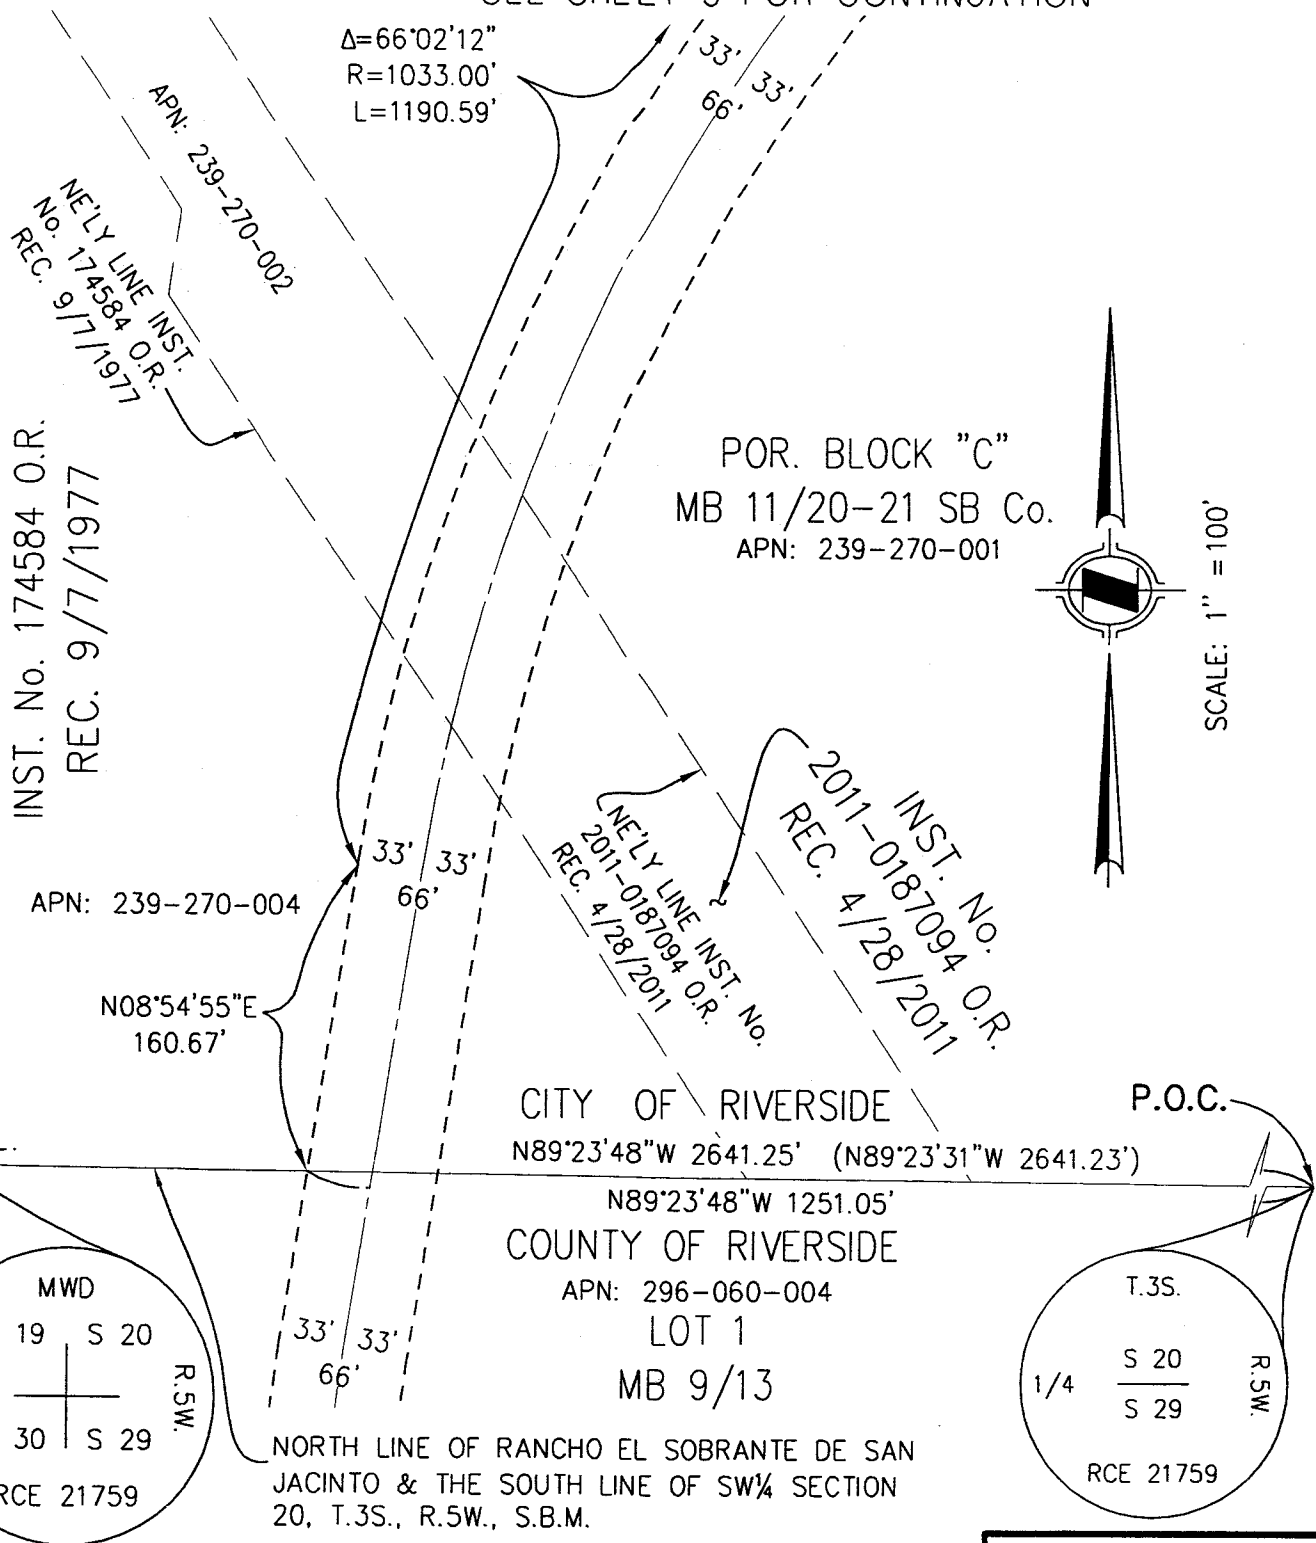 SEE SHEET 3 FOR CONTINUATION
Δ=66°02'12"
R=1033.00'
L=1190.59'
33'
33'
66'
APN: 239-270-002
NE'LY LINE INST.
No. 174584 O.R.
REC. 9/7/1977
INST. No. 174584 O.R.
REC. 9/7/1977
POR. BLOCK "C"
MB 11/20-21 SB Co.
APN: 239-270-001
SCALE: 1" = 100'
INST. No.
2011-0187094 O.R.
REC. 4/28/2011
NE'LY LINE INST. No.
2011-0187094 O.R.
REC. 4/28/2011
33'
33'
66'
APN: 239-270-004
N08°54'55"E
160.67'
CITY OF RIVERSIDE
P.O.C.
N89°23'48"W 2641.25' (N89°23'31"W 2641.23')
N89°23'48"W 1251.05'
COUNTY OF RIVERSIDE
APN: 296-060-004
LOT 1
MB 9/13
33'
33'
66'
MWD
19 S 20
30 S 29
R.5W.
RCE 21759
T.3S.
1/4
S 20
S 29
R.5W.
RCE 21759
NORTH LINE OF RANCHO EL SOBRANTE DE SAN
JACINTO & THE SOUTH LINE OF SW¼ SECTION
20, T.3S., R.5W., S.B.M.